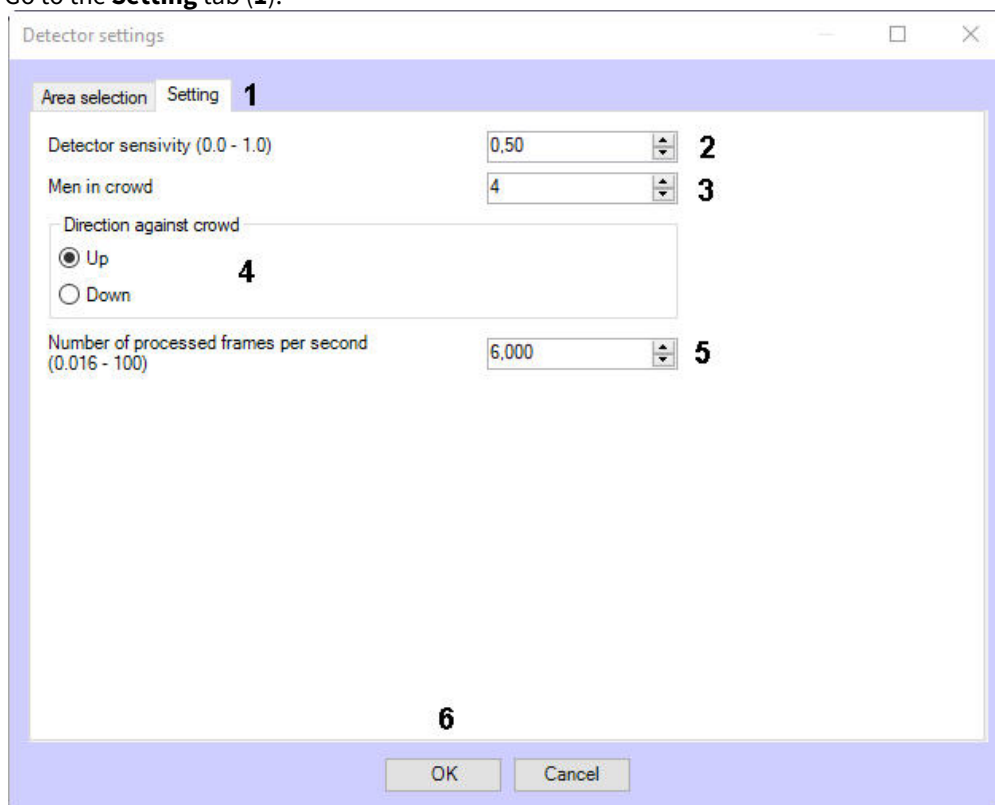 Go to the Setting tab (1).
Detector settings
Area selection Setting 1
Detector sensivity (0.0 - 1.0) 0,50 2
Men in crowd 4 3
Direction against crowd
Up
4
Down
Number of processed frames per second
(0.016 - 100) 6,000 5
6
OK Cancel